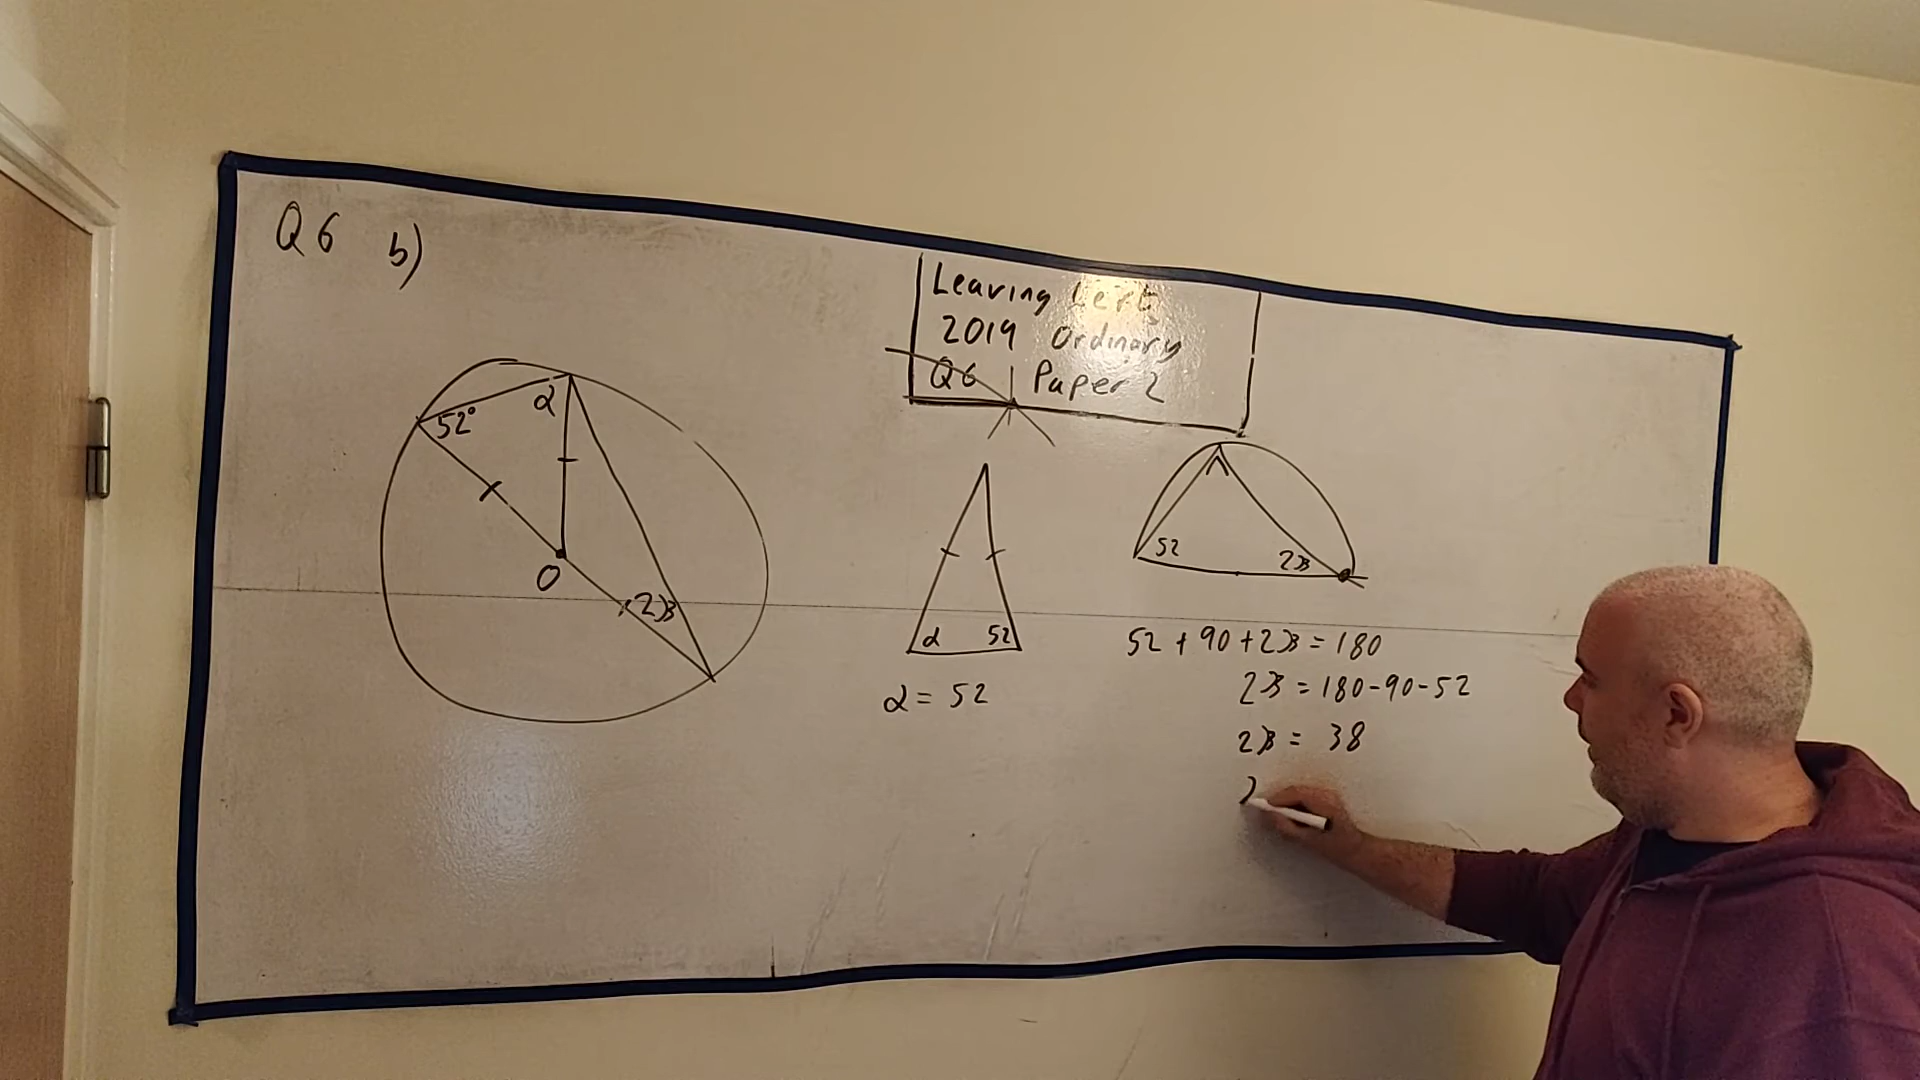 Q6 b)
Leaving Cert,
2019 Ordinary
Q6 Paper 2
52° α
O 2β
α 52
α = 52
52 2β
52 + 90 + 2β = 180
2β = 180 - 90 - 52
2β = 38